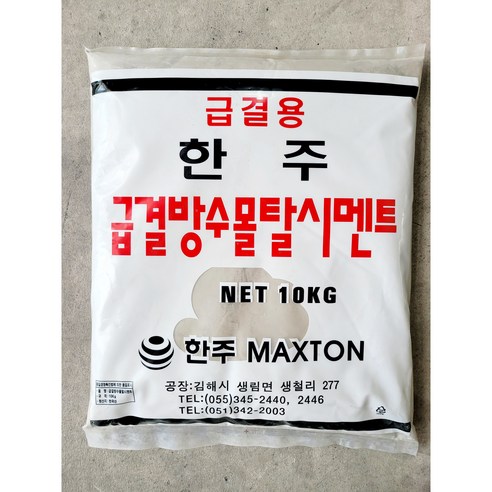 급결용
한 주
급결방수몰탈시멘트
NET 10KG
한주 MAXTON
공장:김해시 생림면 생철리 277
TEL:(055)345-2440, 2446
TEL:(051)342-2003